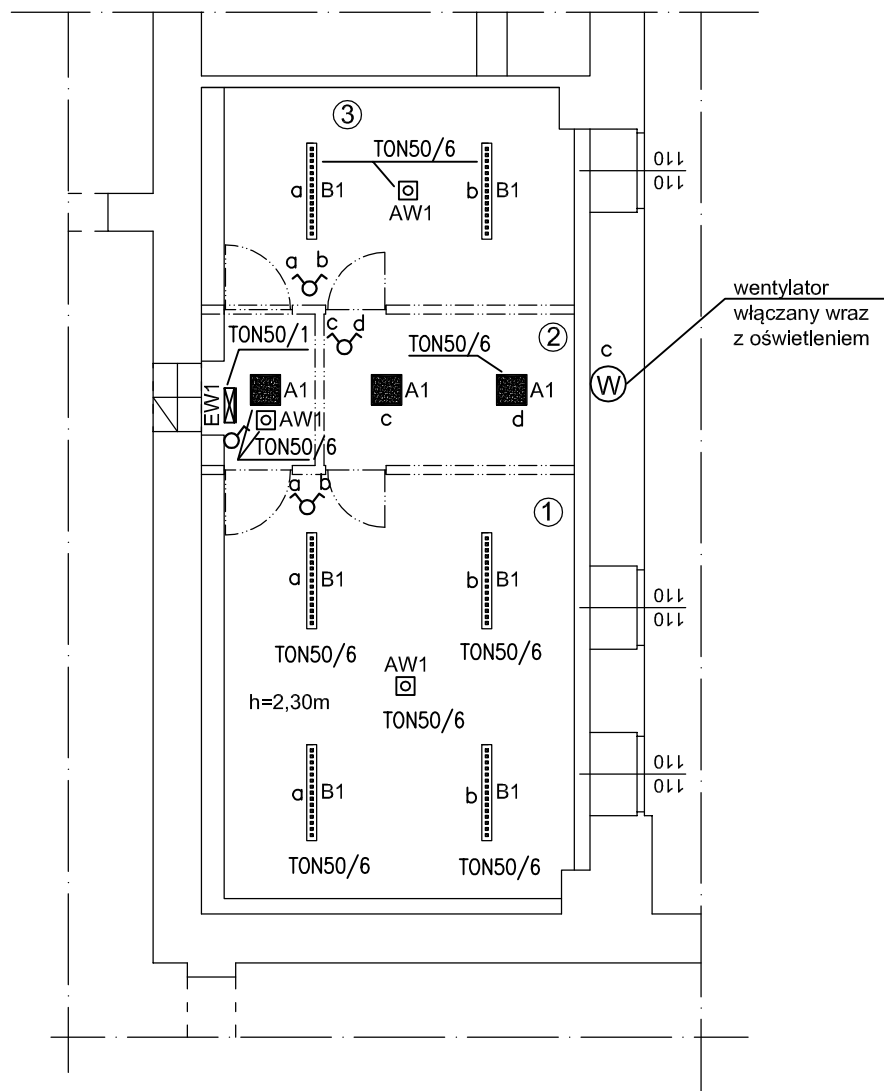 3
TON50/6
a
B1
b
B1
AW1
110
110
a b
wentylator
włączany wraz
z oświetleniem
c d
TON50/1
2
TON50/6
c
W
EW1
A1
A1
A1
AW1
c
d
TON50/6
a b
1
a
B1
b
B1
110
110
TON50/6
TON50/6
AW1
h=2,30m
TON50/6
110
110
a
B1
b
B1
TON50/6
TON50/6